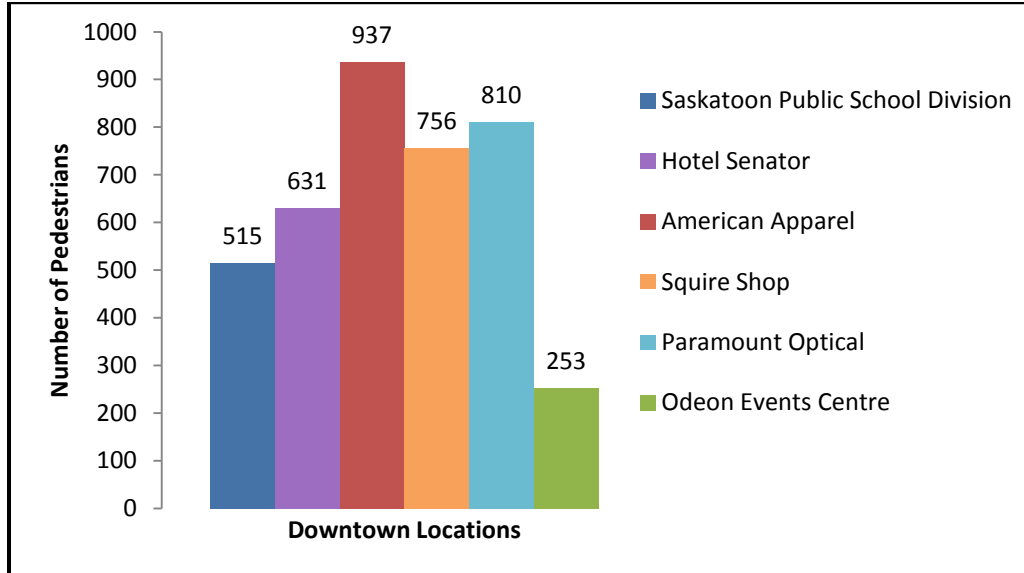 Number of Pedestrians
1000
900
800
700
600
500
400
300
200
100
0
515
631
937
756
810
253
Downtown Locations
Saskatoon Public School Division
Hotel Senator
American Apparel
Squire Shop
Paramount Optical
Odeon Events Centre